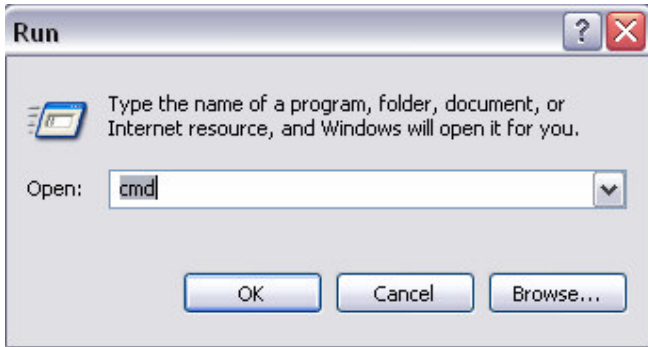 Run
Type the name of a program, folder, document, or
Internet resource, and Windows will open it for you.
Open: cmd
OK Cancel Browse...